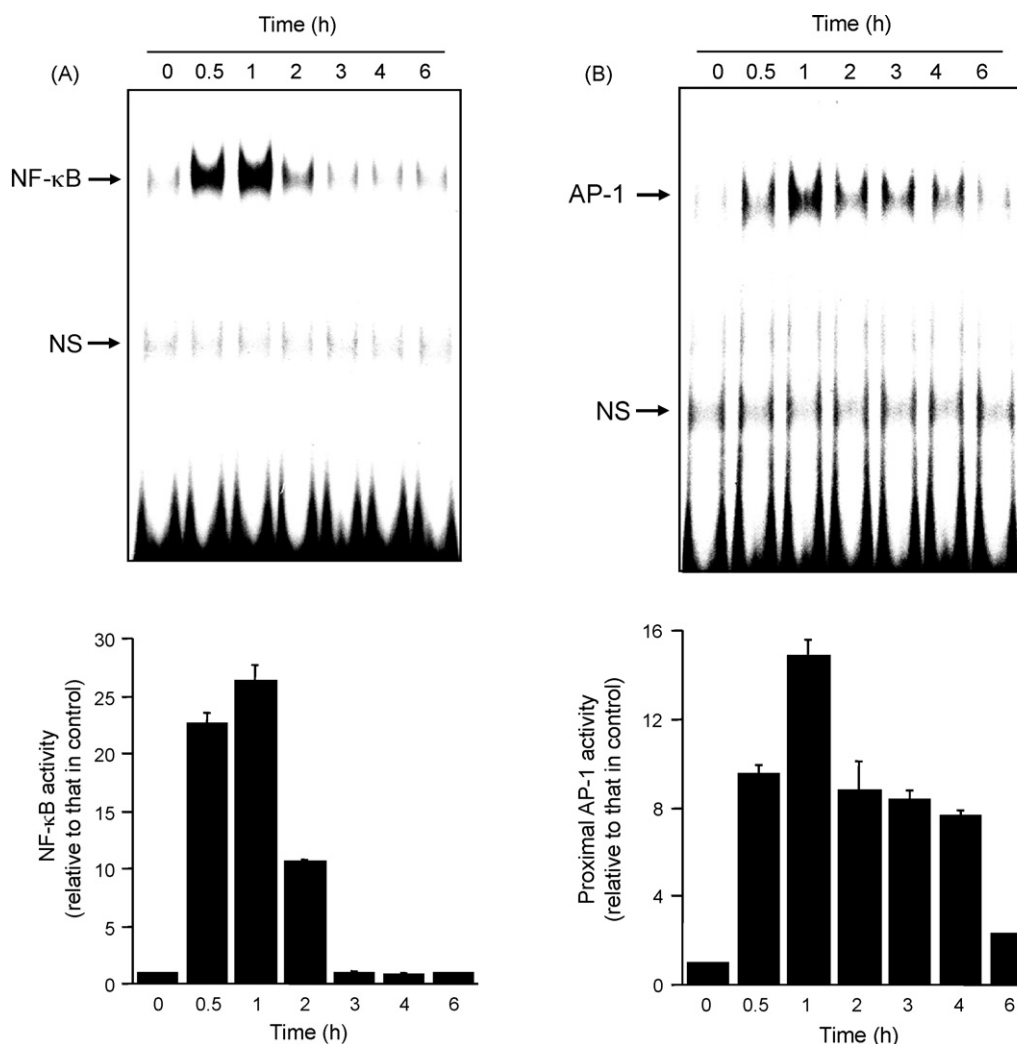 Time (h)
(A) 0 0.5 1 2 3 4 6
NF-κB
NS
Time (h)
(B) 0 0.5 1 2 3 4 6
AP-1
NS
NF-κB activity
(relative to that in control)
30
25
20
15
10
5
0
0 0.5 1 2 3 4 6
Time (h)
Proximal AP-1 activity
(relative to that in control)
16
12
8
4
0
0 0.5 1 2 3 4 6
Time (h)